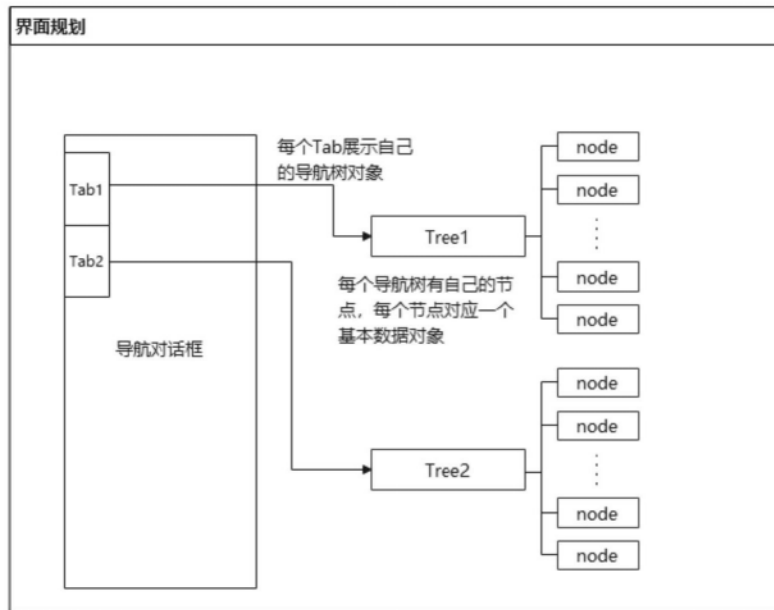 界面规划
每个Tab展示自己
的导航树对象
Tab1
Tab2
导航对话框
Tree1
node
node
node
node
每个导航树有自己的节
点，每个节点对应一个
基本数据对象
Tree2
node
node
node
node